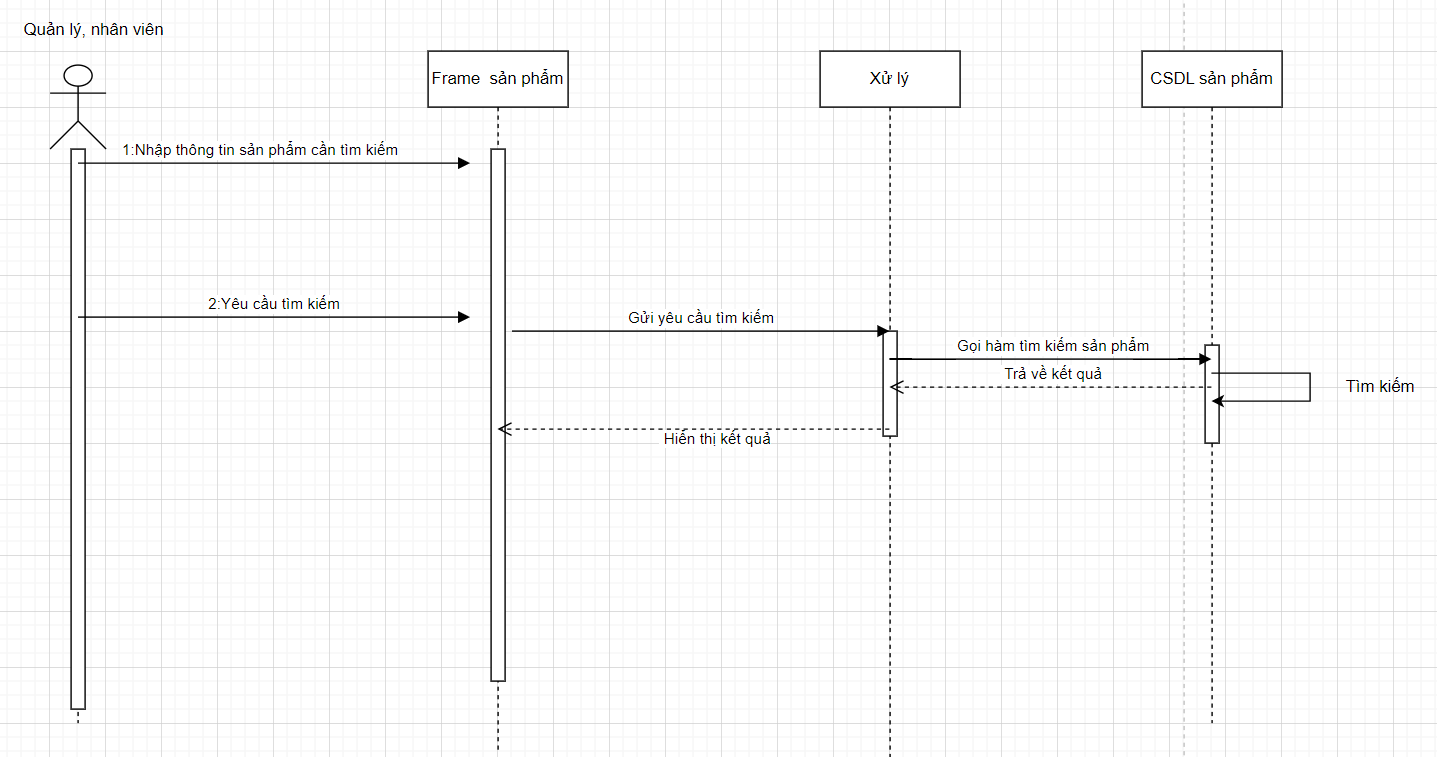 Quản lý, nhân viên
Frame  sản phẩm
Xử lý
CSDL sản phẩm
1:Nhập thông tin sản phẩm cần tìm kiếm
2:Yêu cầu tìm kiếm
Gửi yêu cầu tìm kiếm
Gọi hàm tìm kiếm sản phẩm
Trả về kết quả
Tìm kiếm
Hiển thị kết quả